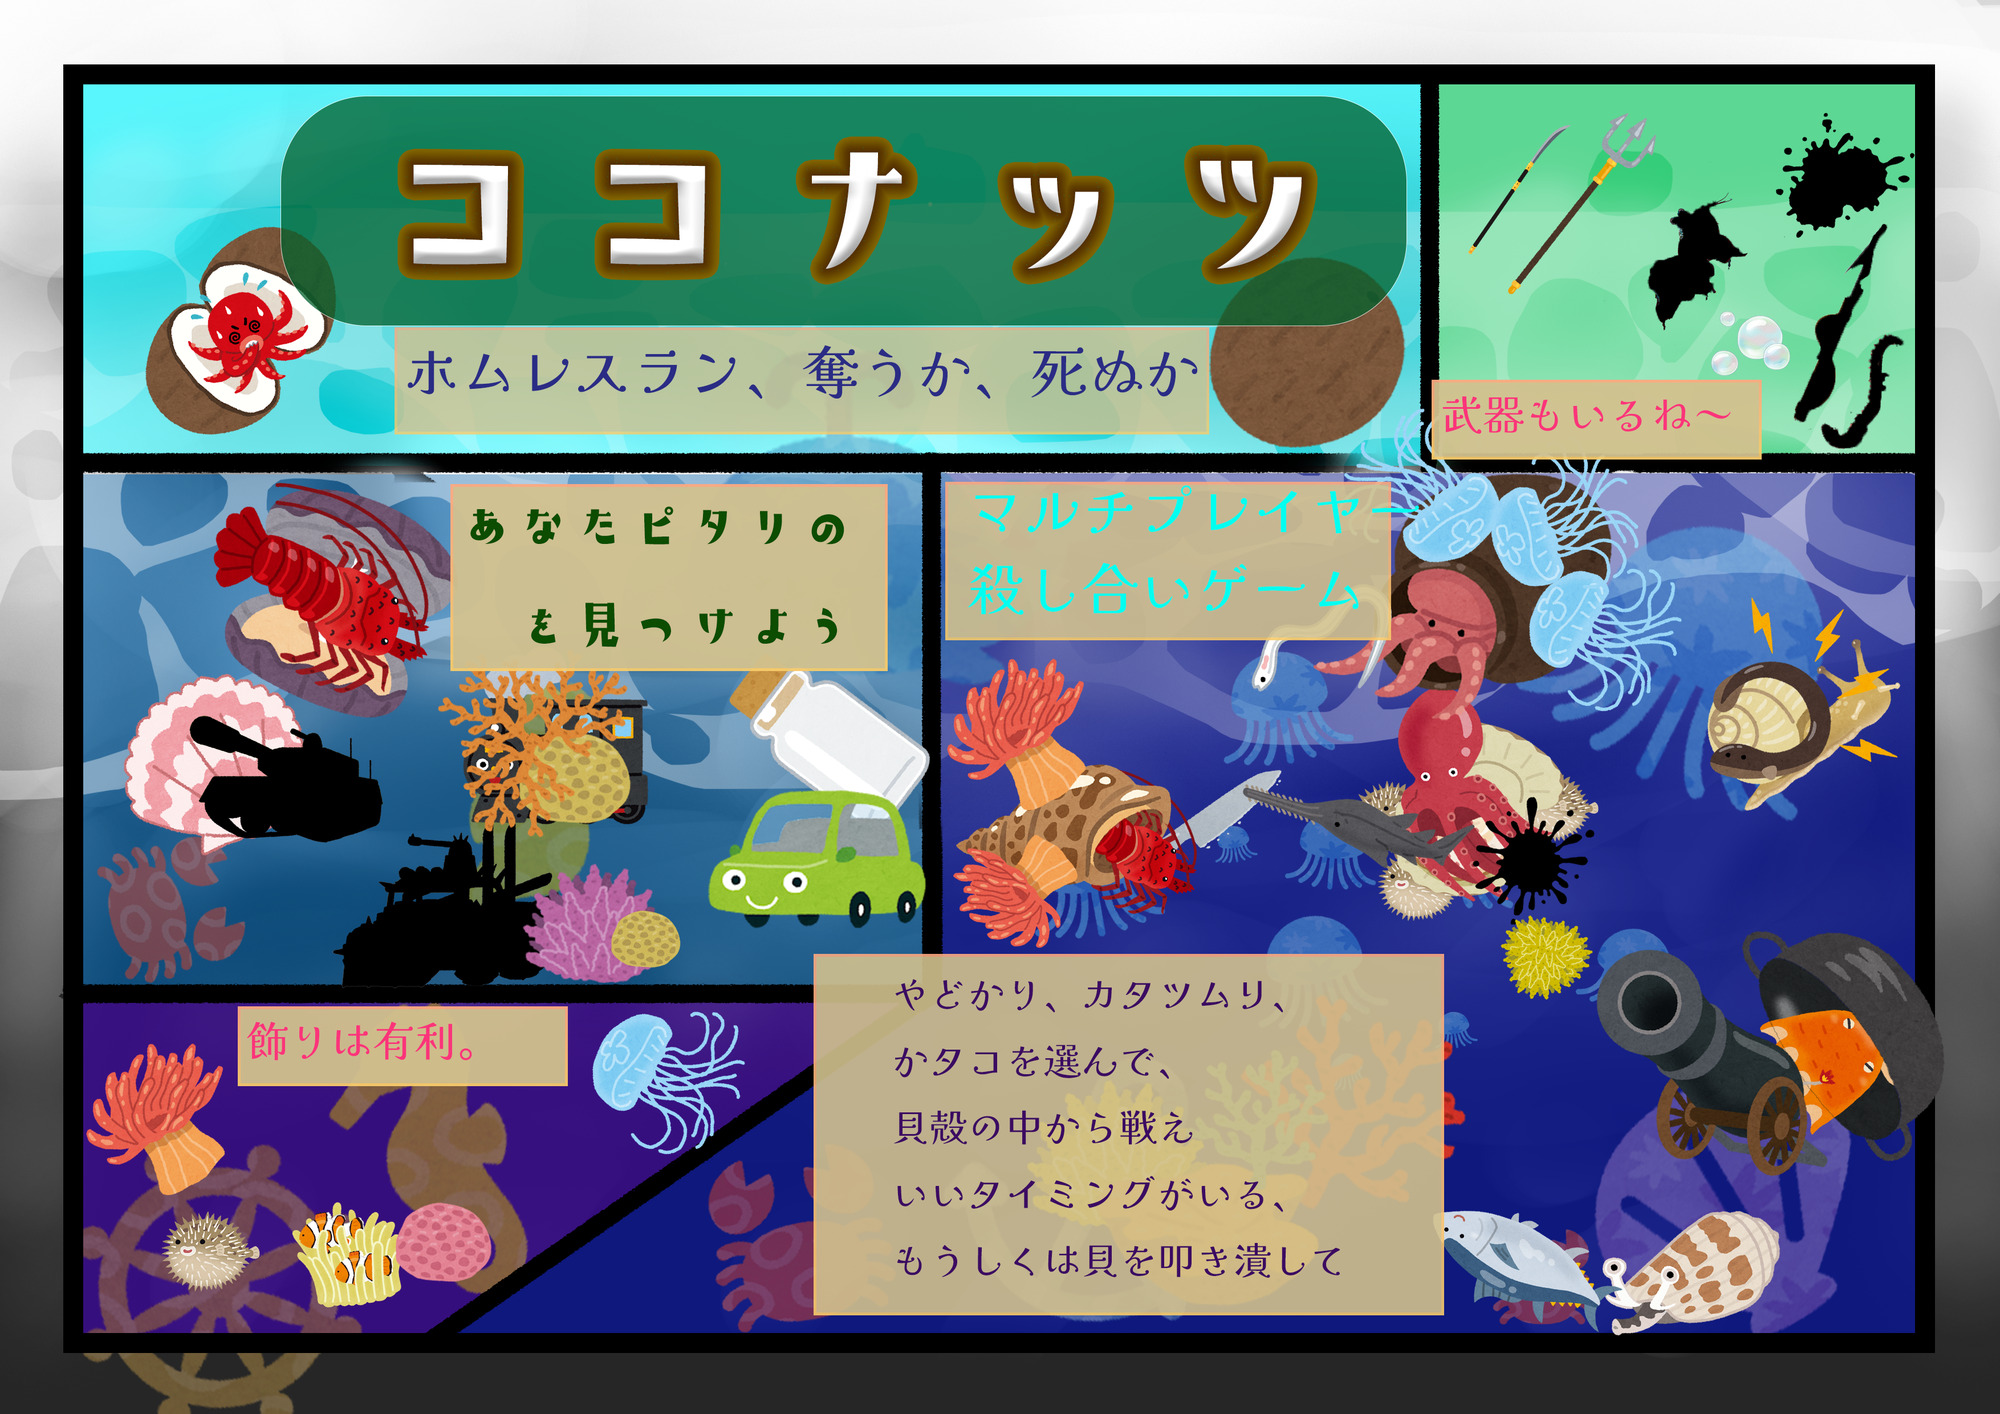 ココナッツ
ホムレスラン、奪うか、死ぬか
武器もいるね～
あなたピタリの
を見つけよう
マルチプレイヤー
殺し合いゲーム
飾りは有利。
やどかり、カタツムリ、
かタコを選んで、
貝殻の中から戦え
いいタイミングがいる、
もうしくは貝を叩き潰して